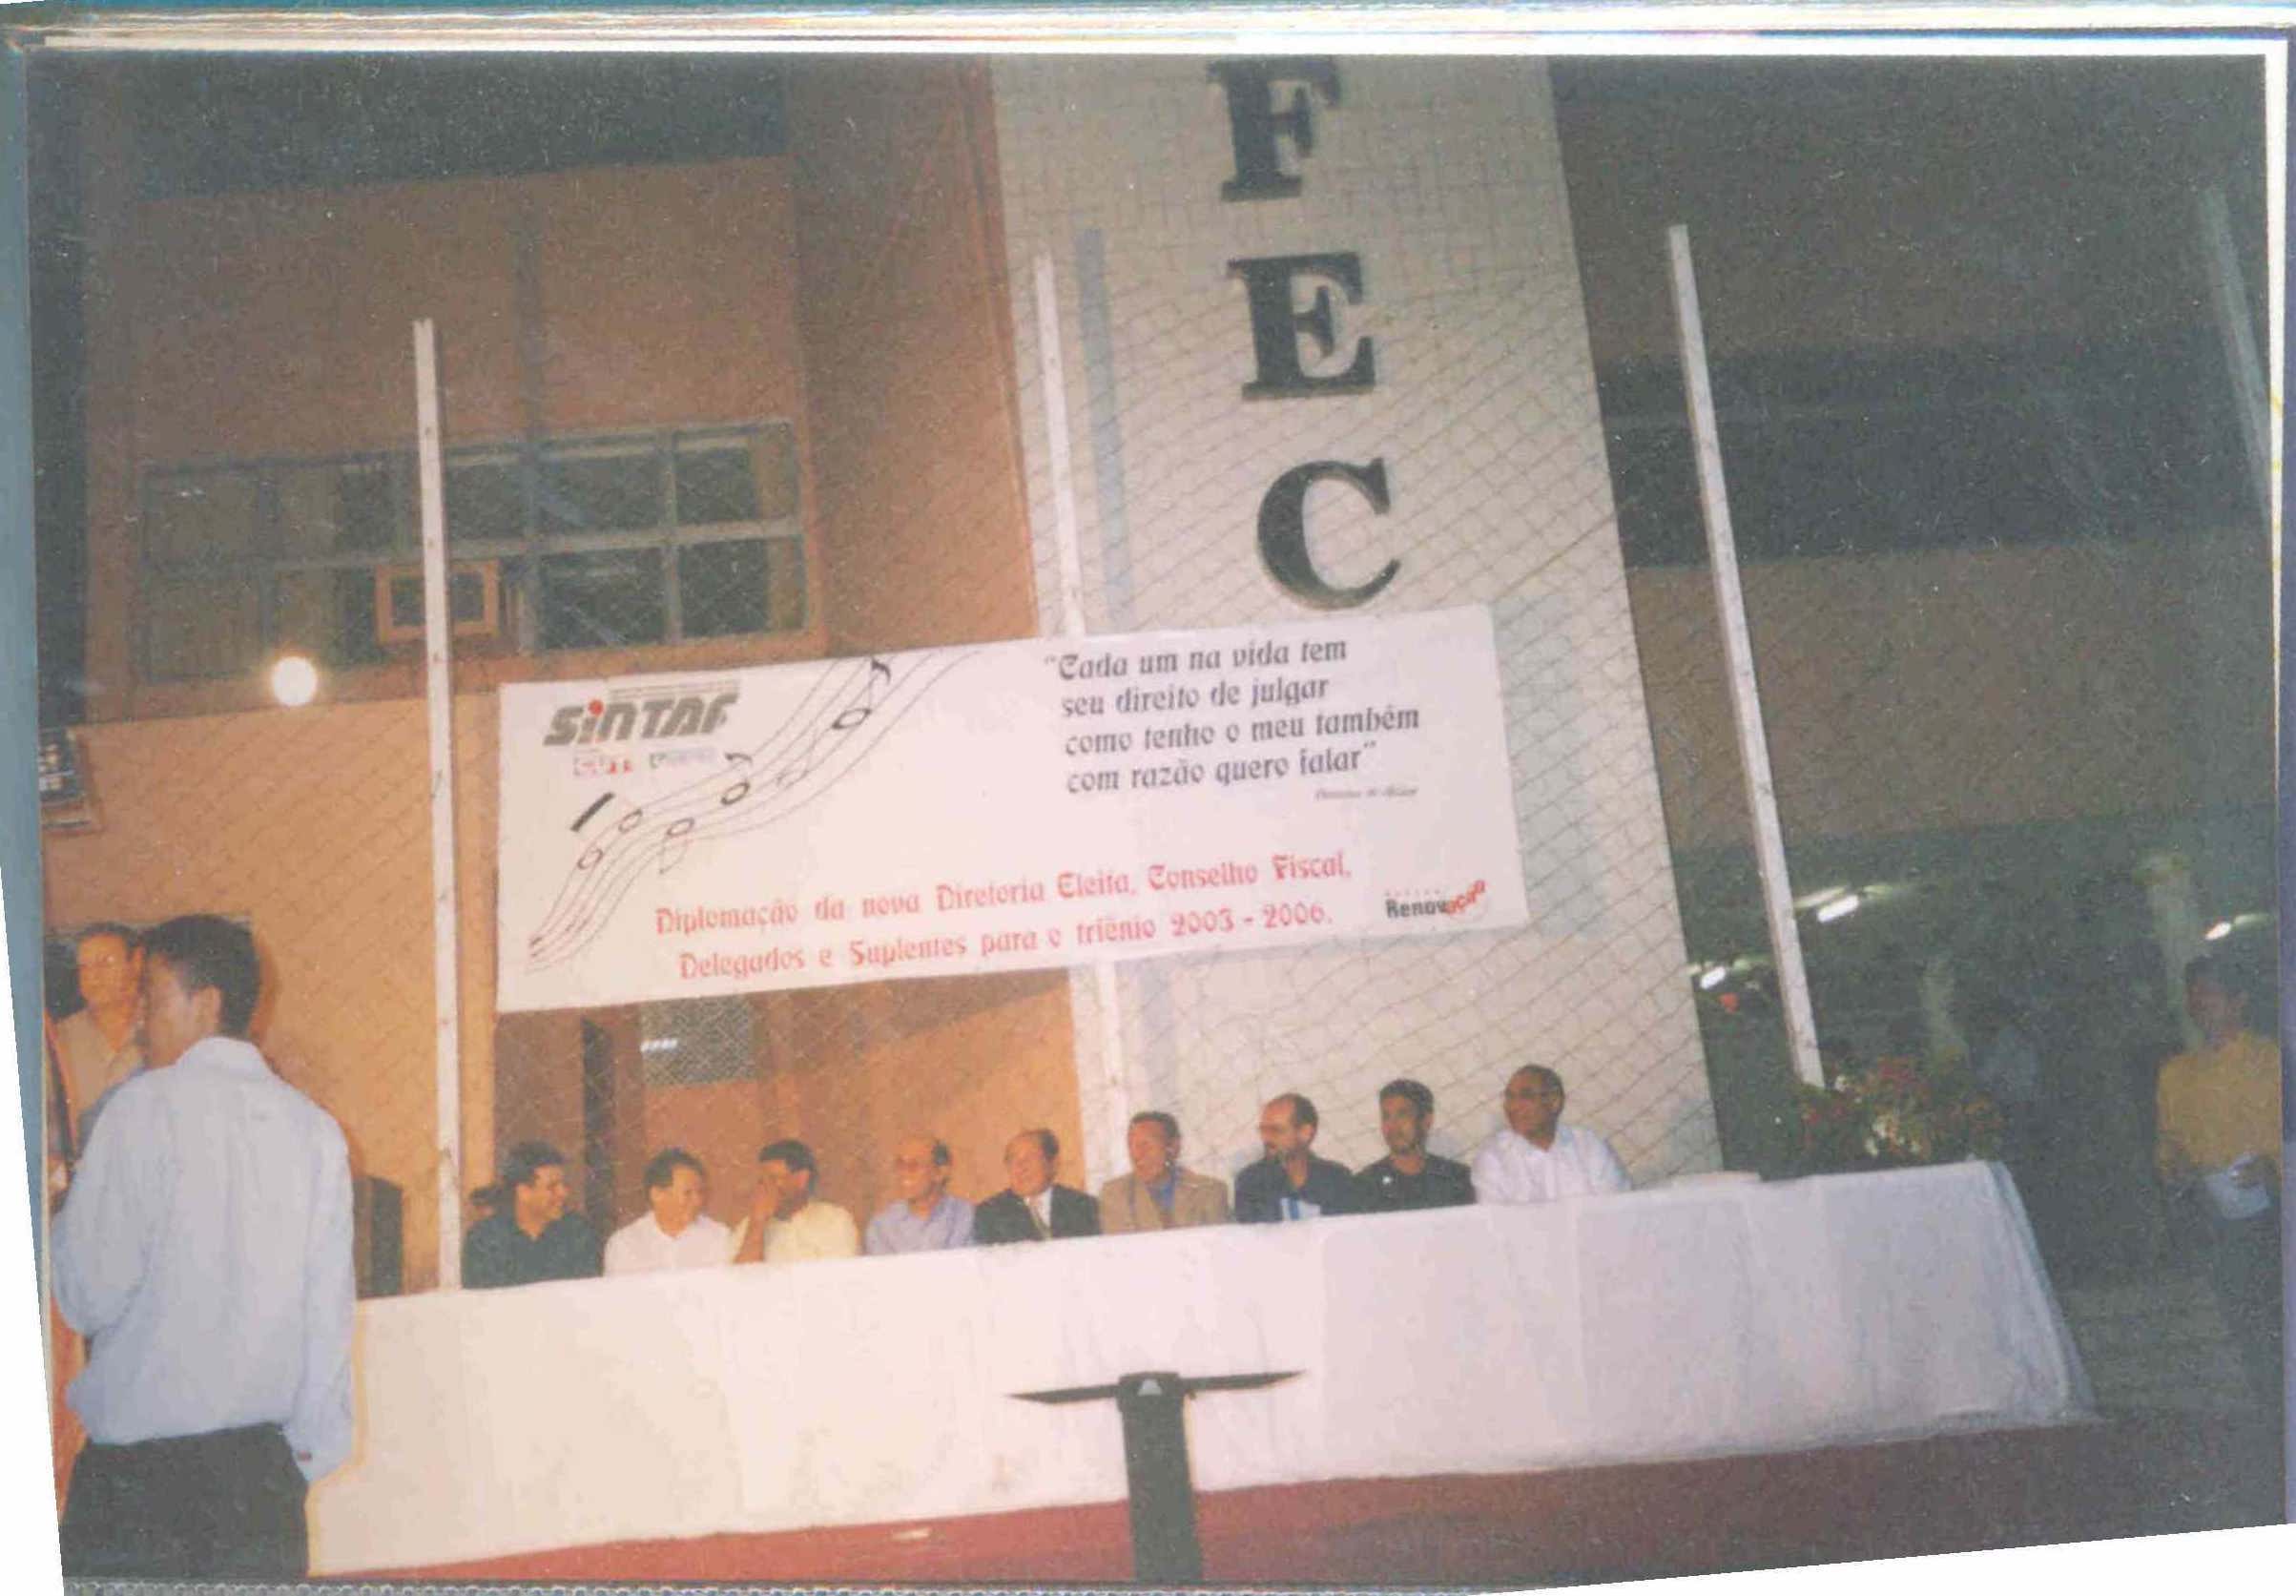 F
E
C
SINTAF
"Cada um na vida tem
seu direito de julgar
como tenho o meu também
com razão quero falar"
Diplomação da nova Diretoria Eleita, Conselho Fiscal,
Delegados e Suplentes para o triênio 2003 - 2006.
Renovação